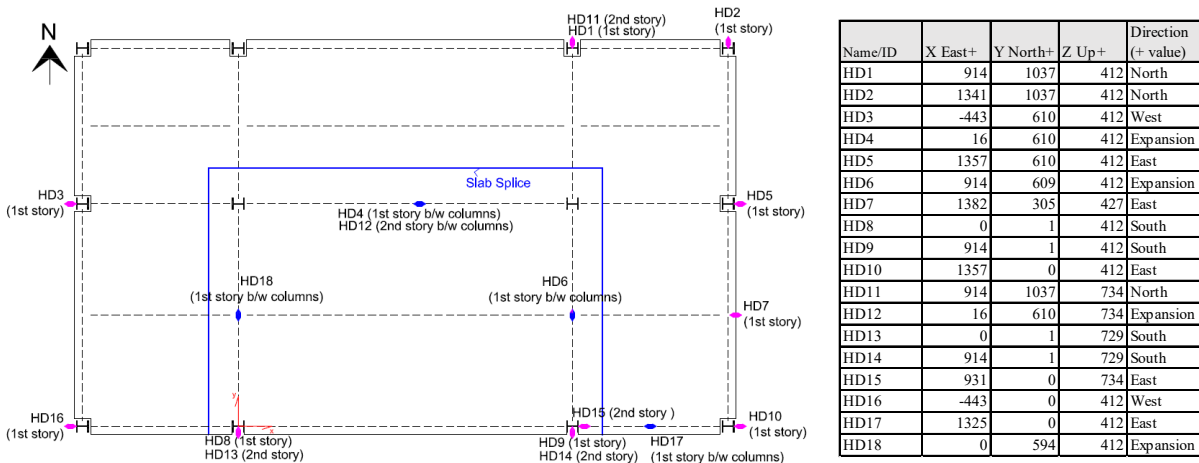 N
HD11 (2nd story)
HD1 (1st story)
HD2
(1st story)
Slab Splice
HD3
(1st story)
HD4 (1st story b/w columns)
HD12 (2nd story b/w columns)
HD5
(1st story)
HD18
(1st story b/w columns)
HD6
(1st story b/w columns)
HD7
(1st story)
y
x
HD16
(1st story)
HD8 (1st story)
HD13 (2nd story)
HD15 (2nd story )
HD9 (1st story)
HD14 (2nd story)
HD17
(1st story b/w columns)
HD10
(1st story)
Name/ID X East+ Y North+ Z Up+ Direction (+ value)
HD1 914 1037 412 North
HD2 1341 1037 412 North
HD3 -443 610 412 West
HD4 16 610 412 Expansion
HD5 1357 610 412 East
HD6 914 609 412 Expansion
HD7 1382 305 427 East
HD8 0 1 412 South
HD9 914 1 412 South
HD10 1357 0 412 East
HD11 914 1037 734 North
HD12 16 610 734 Expansion
HD13 0 1 729 South
HD14 914 1 729 South
HD15 931 0 734 East
HD16 -443 0 412 West
HD17 1325 0 412 East
HD18 0 594 412 Expansion